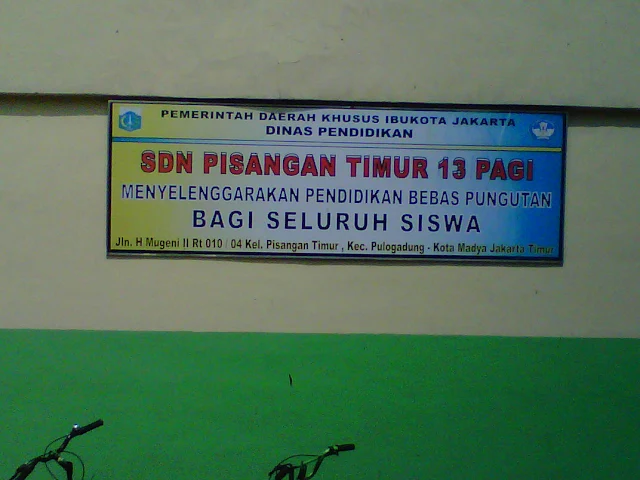 PEMERINTAH DAERAH KHUSUS IBUKOTA JAKARTA
DINAS PENDIDIKAN
SDN PISANGAN TIMUR 13 PAGI
MENYELENGGARAKAN PENDIDIKAN BEBAS PUNGUTAN
BAGI SELURUH SISWA
Jln. H Mugeni II Rt 010 / 04 Kel. Pisangan Timur , Kec. Pulogadung - Kota Madya Jakarta Timur